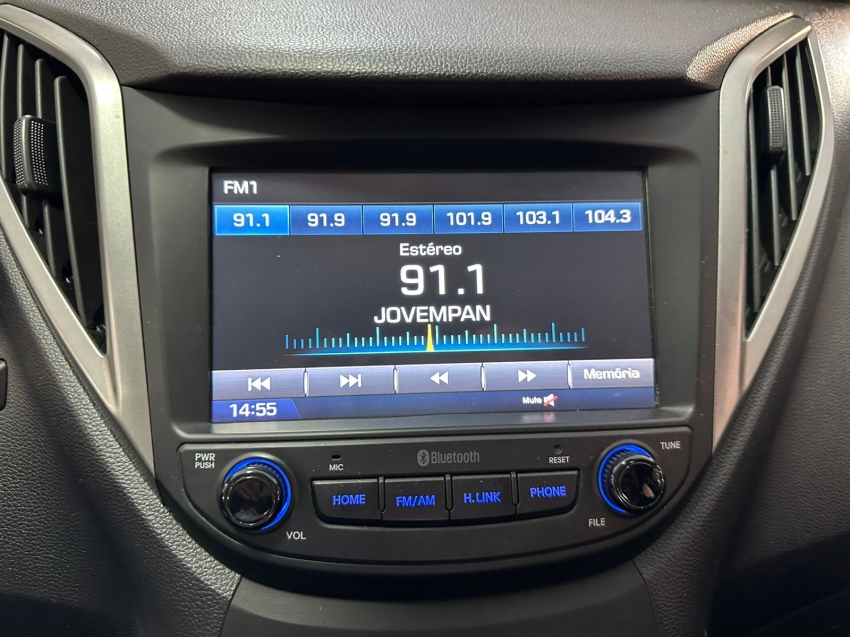 FM1
91.1 91.9 91.9 101.9 103.1 104.3
Estéreo
91.1
JOVEMPAN
Memória
14:55 Mute
PWR PUSH
MIC
Bluetooth
RESET
TUNE
HOME FM/AM H.LINK PHONE
VOL
FILE